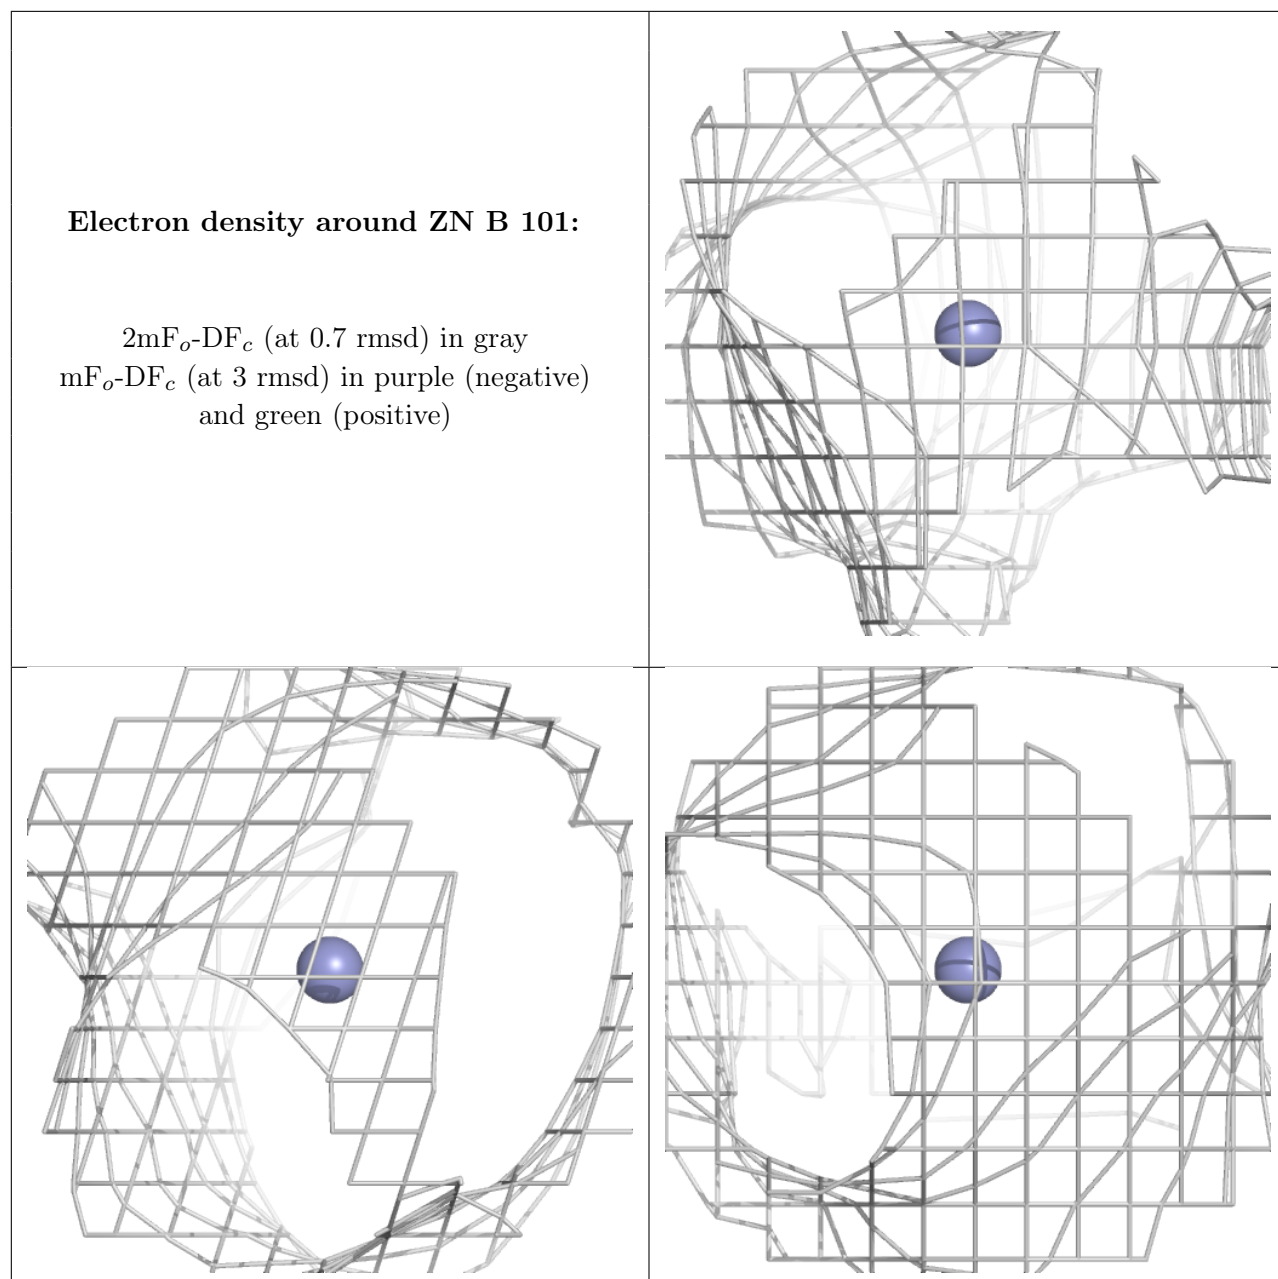 Electron density around ZN B 101:
2mFo-DFc (at 0.7 rmsd) in gray
mFo-DFc (at 3 rmsd) in purple (negative)
and green (positive)